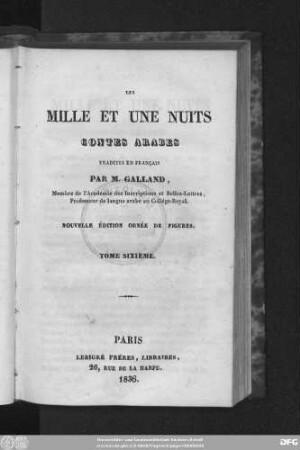 LES
MILLE ET UNE NUITS
CONTES ARABES
TRADUITS EN FRANÇAIS
PAR M. GALLAND,
Membre de l'Académie des Inscriptions et Belles-Lettres,
Professeur de langue arabe au Collége-Royal.
NOUVELLE ÉDITION ORNÉE DE FIGURES.
TOME SIXIÈME.
PARIS
LEBIGRE FRÈRES, LIBRAIRES,
26, RUE DE LA HARPE.
1836.